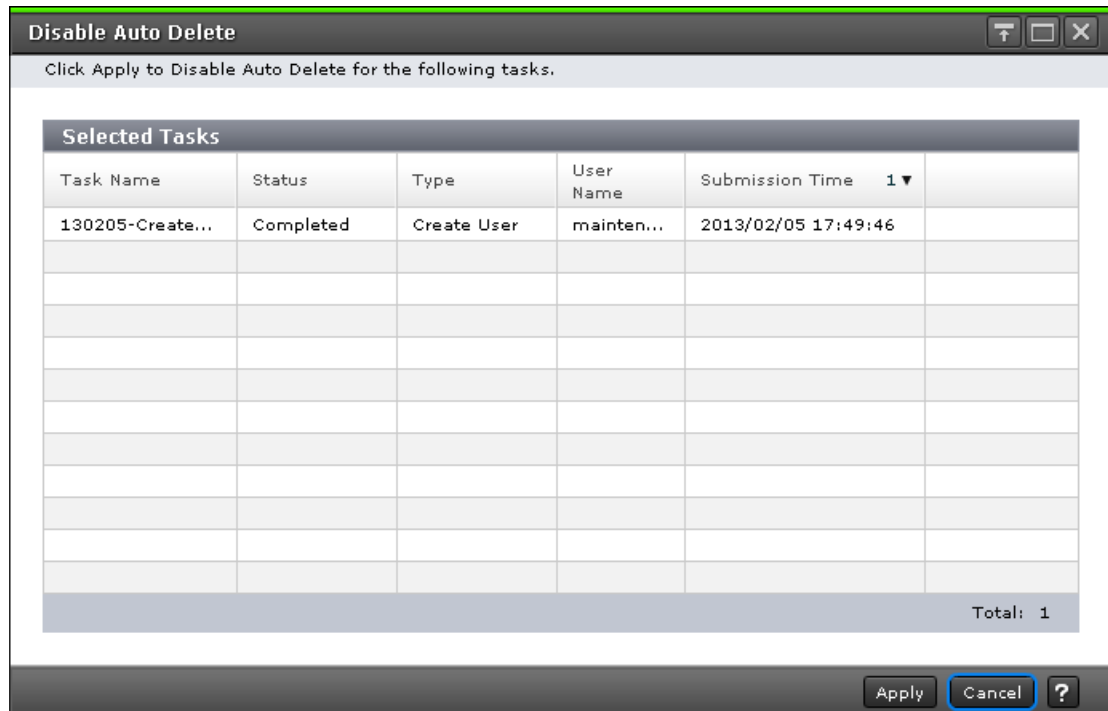 Disable Auto Delete
Click Apply to Disable Auto Delete for the following tasks.
Selected Tasks
Task Name Status Type User Name Submission Time 1▼
130205-Create... Completed Create User mainten... 2013/02/05 17:49:46
Total: 1
Apply Cancel ?